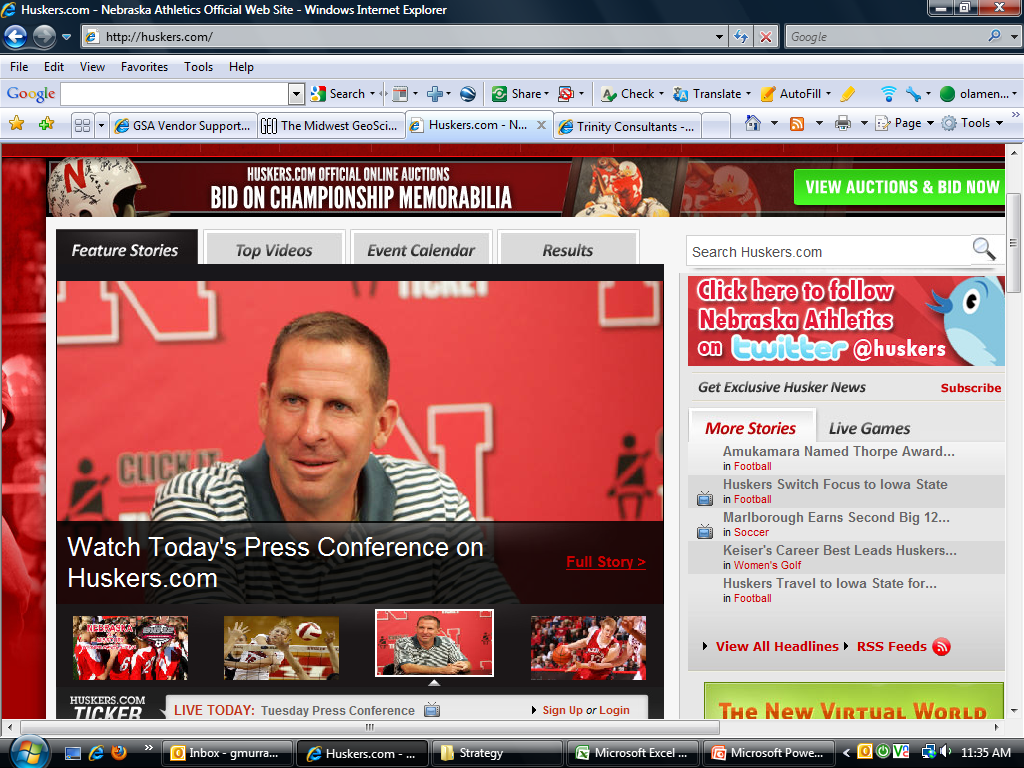 Huskers.com - Nebraska Athletics Official Web Site - Windows Internet Explorer
http://huskers.com/
Google
File Edit View Favorites Tools Help
Google Search Share Check Translate AutoFill olamen...
GSA Vendor Support... The Midwest GeoSci... Huskers.com - N... Trinity Consultants -... Page Tools
N
HUSKERS.COM OFFICIAL ONLINE AUCTIONS
BID ON CHAMPIONSHIP MEMORABILIA
VIEW AUCTIONS & BID NOW
Feature Stories Top Videos Event Calendar Results
Search Huskers.com
TICKET
N
CLICK IT
Click here to follow
Nebraska Athletics
on twitter @huskers
Get Exclusive Husker News Subscribe
More Stories Live Games
Amukamara Named Thorpe Award...
in Football
Huskers Switch Focus to Iowa State
in Football
Marlborough Earns Second Big 12...
in Soccer
Keiser's Career Best Leads Huskers...
in Women's Golf
Huskers Travel to Iowa State for...
in Football
Watch Today's Press Conference on
Huskers.com
Full Story >
NEBRASKA
View All Headlines RSS Feeds
HUSKERS.COM
TICKER
LIVE TODAY: Tuesday Press Conference Sign Up or Login
The New Virtual World
Inbox - gmurra... Huskers.com - ... Strategy Microsoft Excel ... Microsoft Powe... 11:35 AM